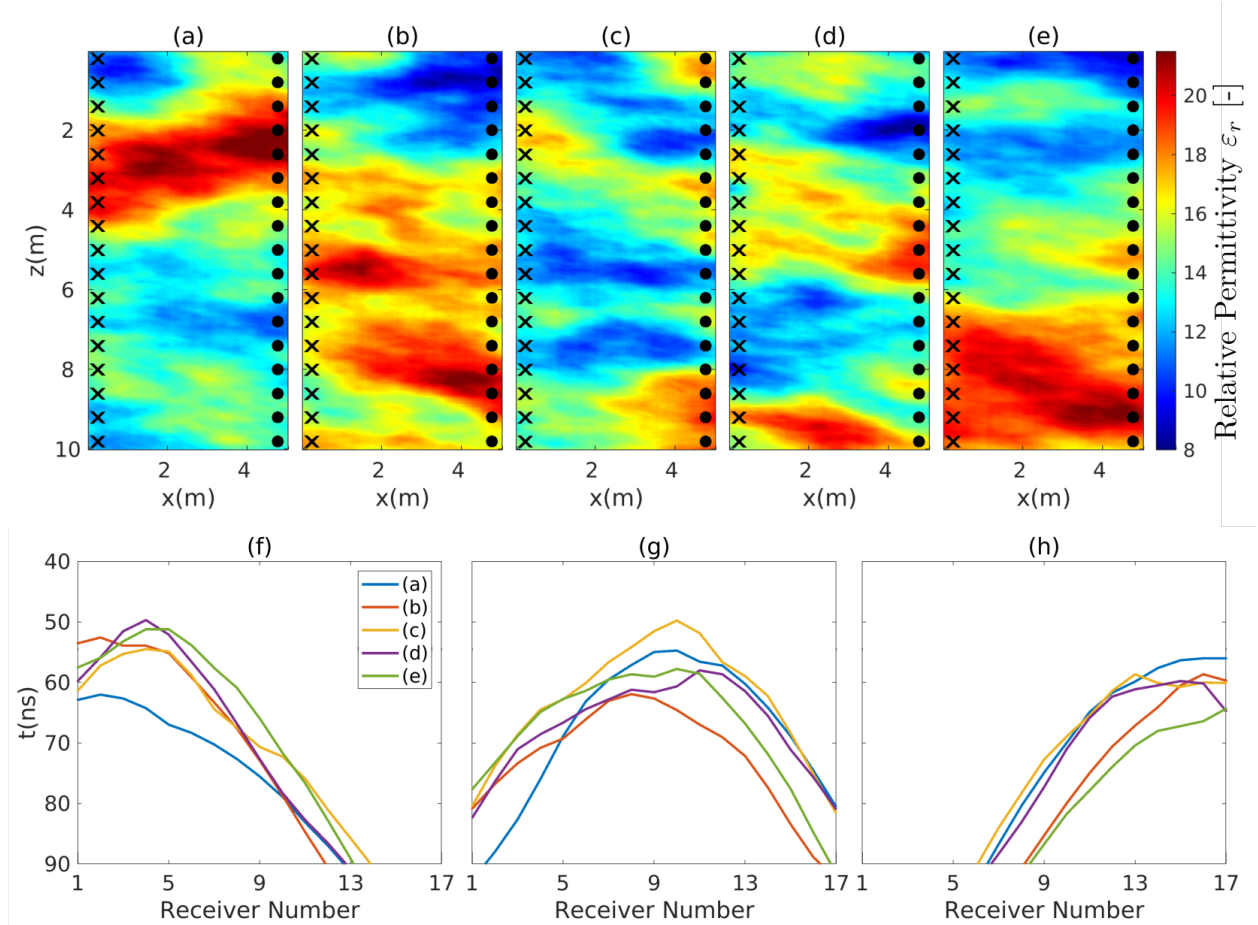 (a) (b) (c) (d) (e)
z(m)
2
4
6
8
10
2 4 2 4 2 4 2 4 2 4
x(m) x(m) x(m) x(m) x(m)
20
18
16
14
12
10
8
Relative Permittivity εr [-]
(f) (g) (h)
t(ns)
40
50
60
70
80
90
(a)
(b)
(c)
(d)
(e)
1 5 9 13 17 1 5 9 13 17 1 5 9 13 17
Receiver Number Receiver Number Receiver Number